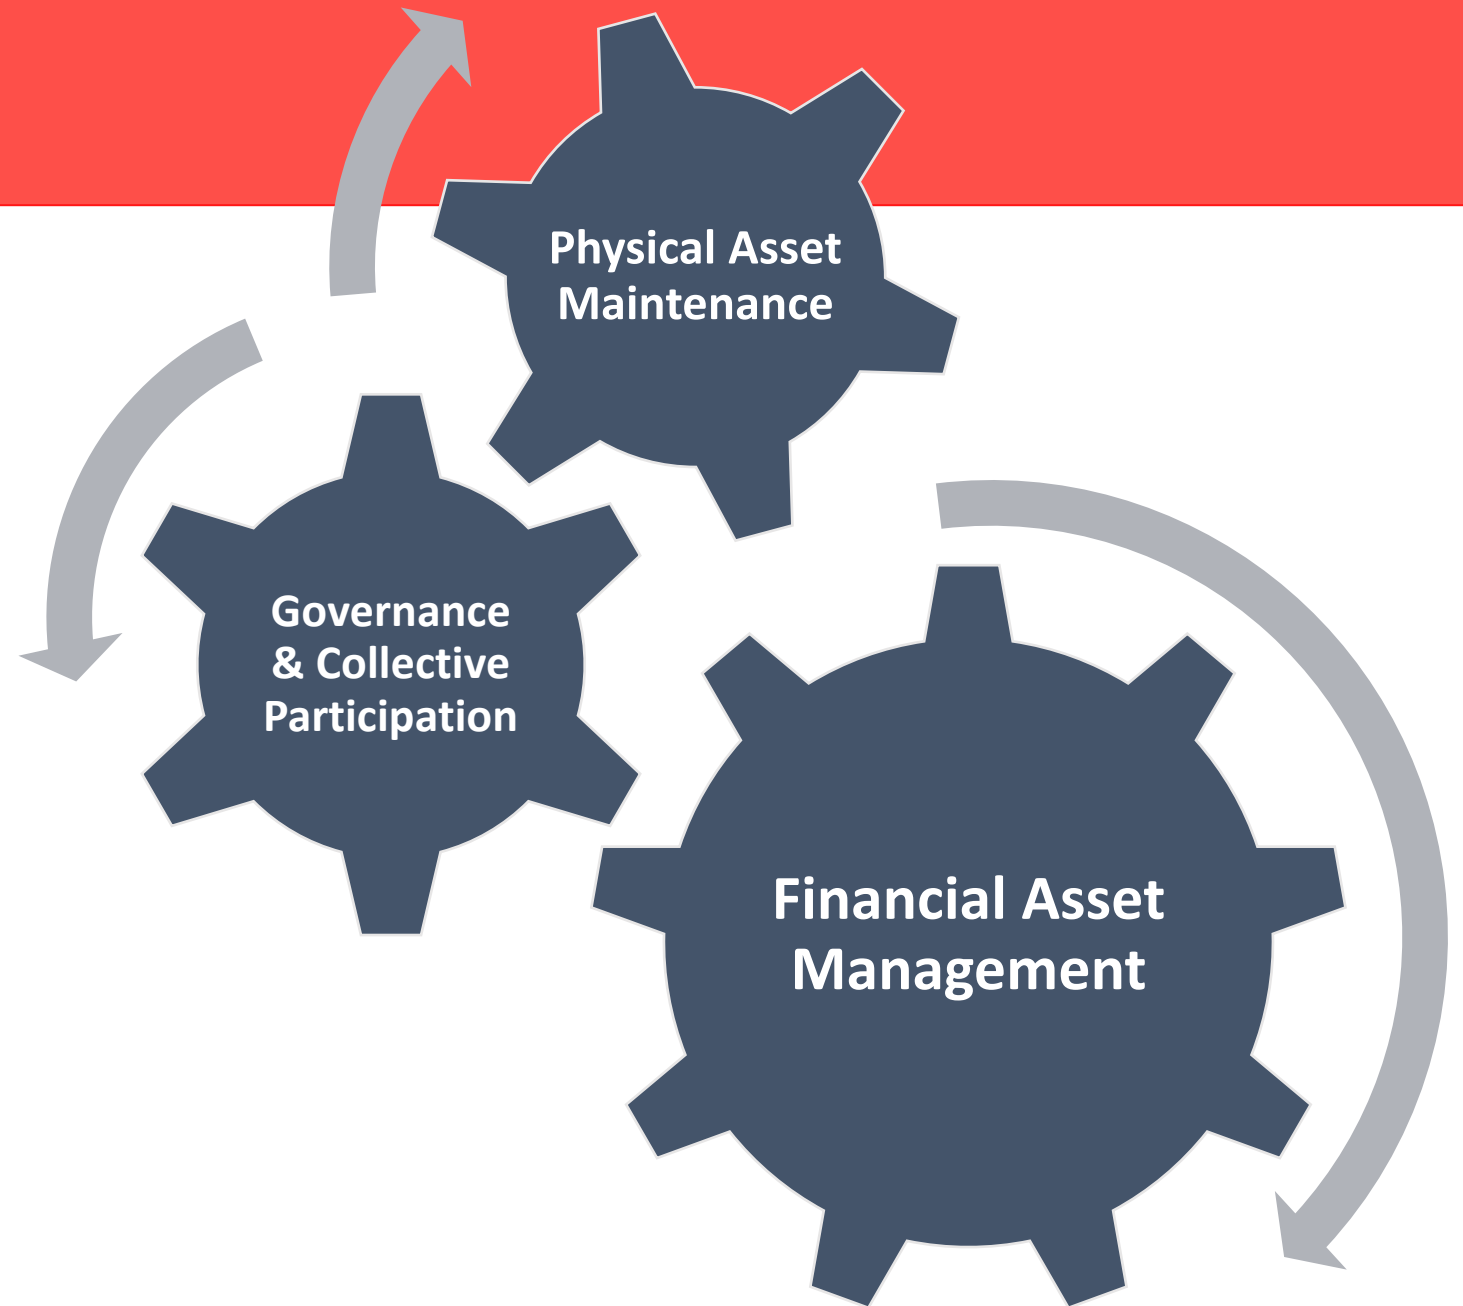 Physical Asset
Maintenance
Governance
& Collective
Participation
Financial Asset
Management